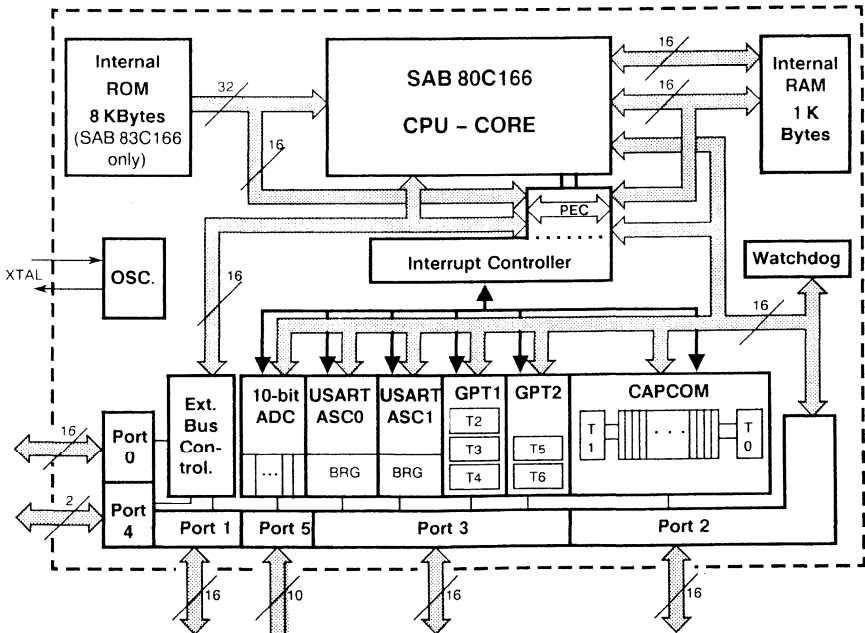 Internal
ROM
8 KBytes
(SAB 83C166
only)
32
16
SAB 80C166
CPU – CORE
16
16
Internal
RAM
1 K
Bytes
PEC
Interrupt Controller
XTAL
OSC.
16
Watchdog
16
Ext.
Bus
Con-
trol.
10-bit
ADC
...
USART
ASC0
BRG
USART
ASC1
BRG
GPT1
T2
T3
T4
GPT2
T5
T6
CAPCOM
T
1
...
T
0
16
Port
0
2
Port
4
Port 1
Port 5
Port 3
Port 2
16
10
16
16